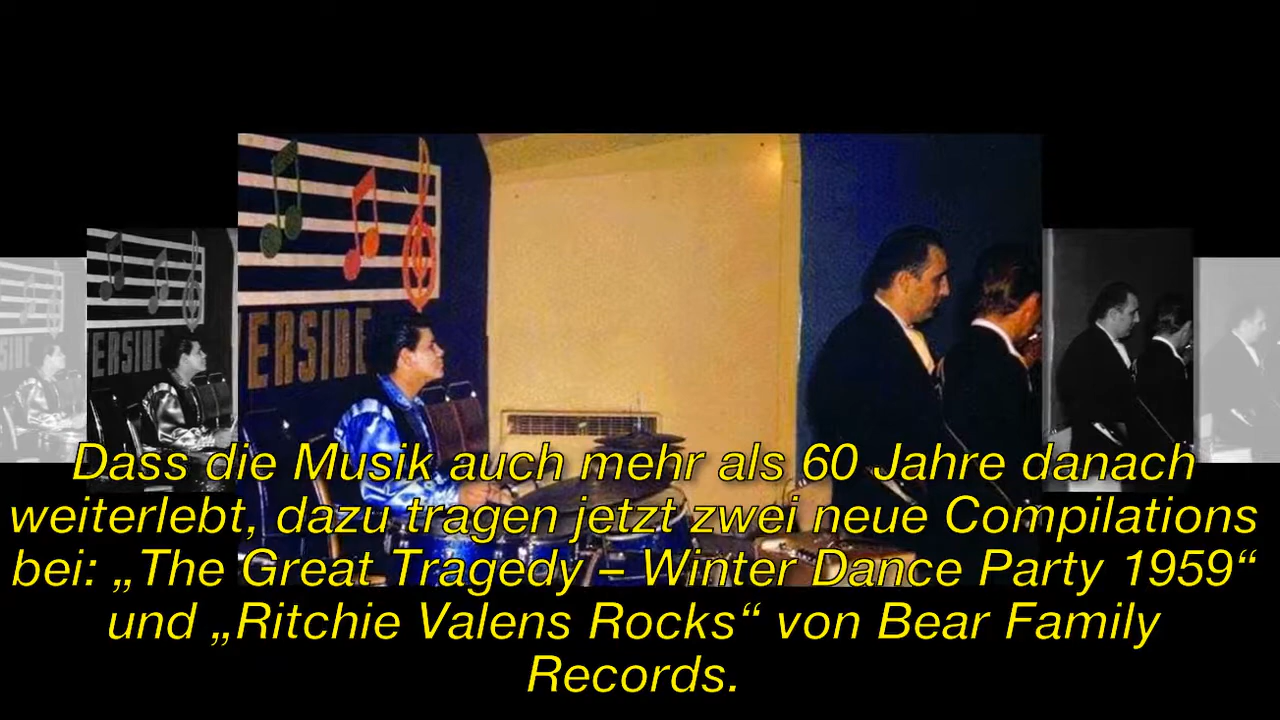 ERSIDE
ERSIDE
Dass die Musik auch mehr als 60 Jahre danach
weiterlebt, dazu tragen jetzt zwei neue Compilations
bei: „The Great Tragedy – Winter Dance Party 1959“
und „Ritchie Valens Rocks“ von Bear Family
Records.